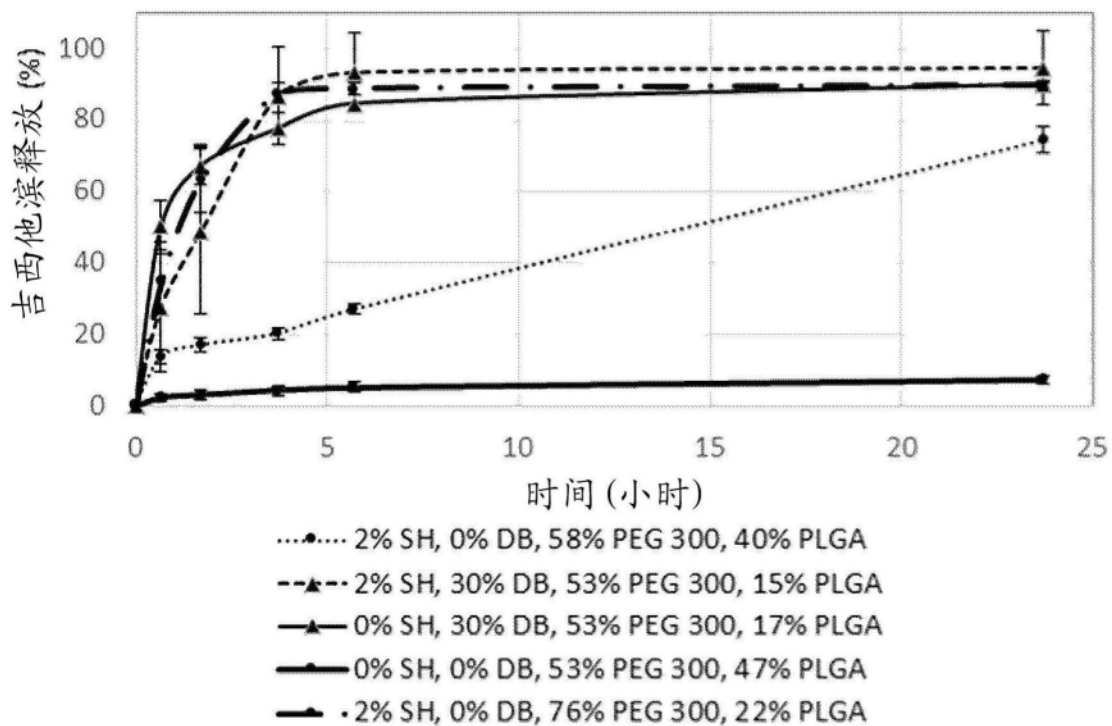 吉西他滨释放 (%)
100
80
60
40
20
0
0 5 10 15 20 25
时间 (小时)
2% SH, 0% DB, 58% PEG 300, 40% PLGA
2% SH, 30% DB, 53% PEG 300, 15% PLGA
0% SH, 30% DB, 53% PEG 300, 17% PLGA
0% SH, 0% DB, 53% PEG 300, 47% PLGA
2% SH, 0% DB, 76% PEG 300, 22% PLGA